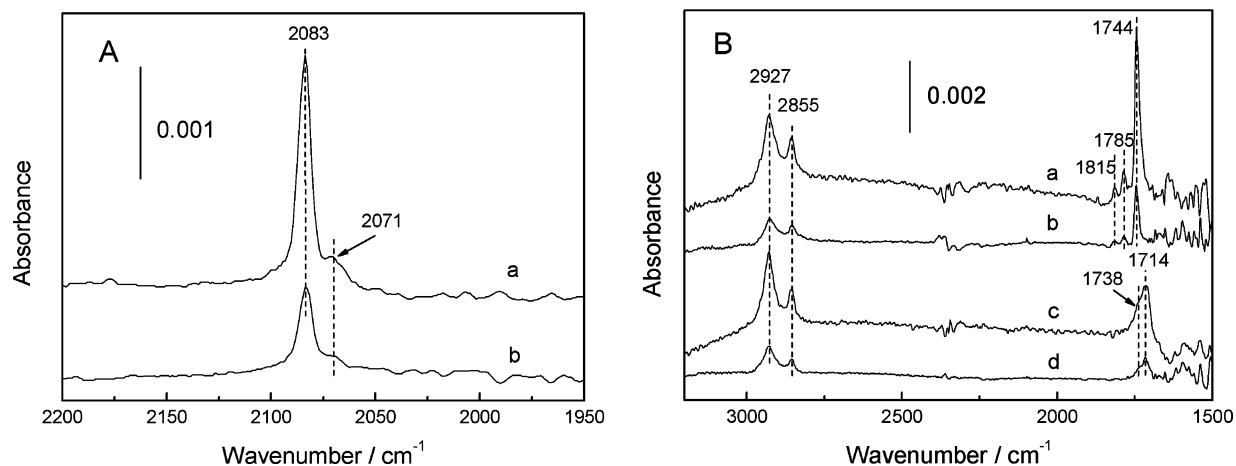 A
2083
0.001
2071
a
b
Absorbance
2200
2150
2100
2050
2000
1950
Wavenumber / cm-1
B
2927
2855
0.002
1744
1785
1815
a
b
1714
1738
c
d
Absorbance
3000
2500
2000
1500
Wavenumber / cm-1